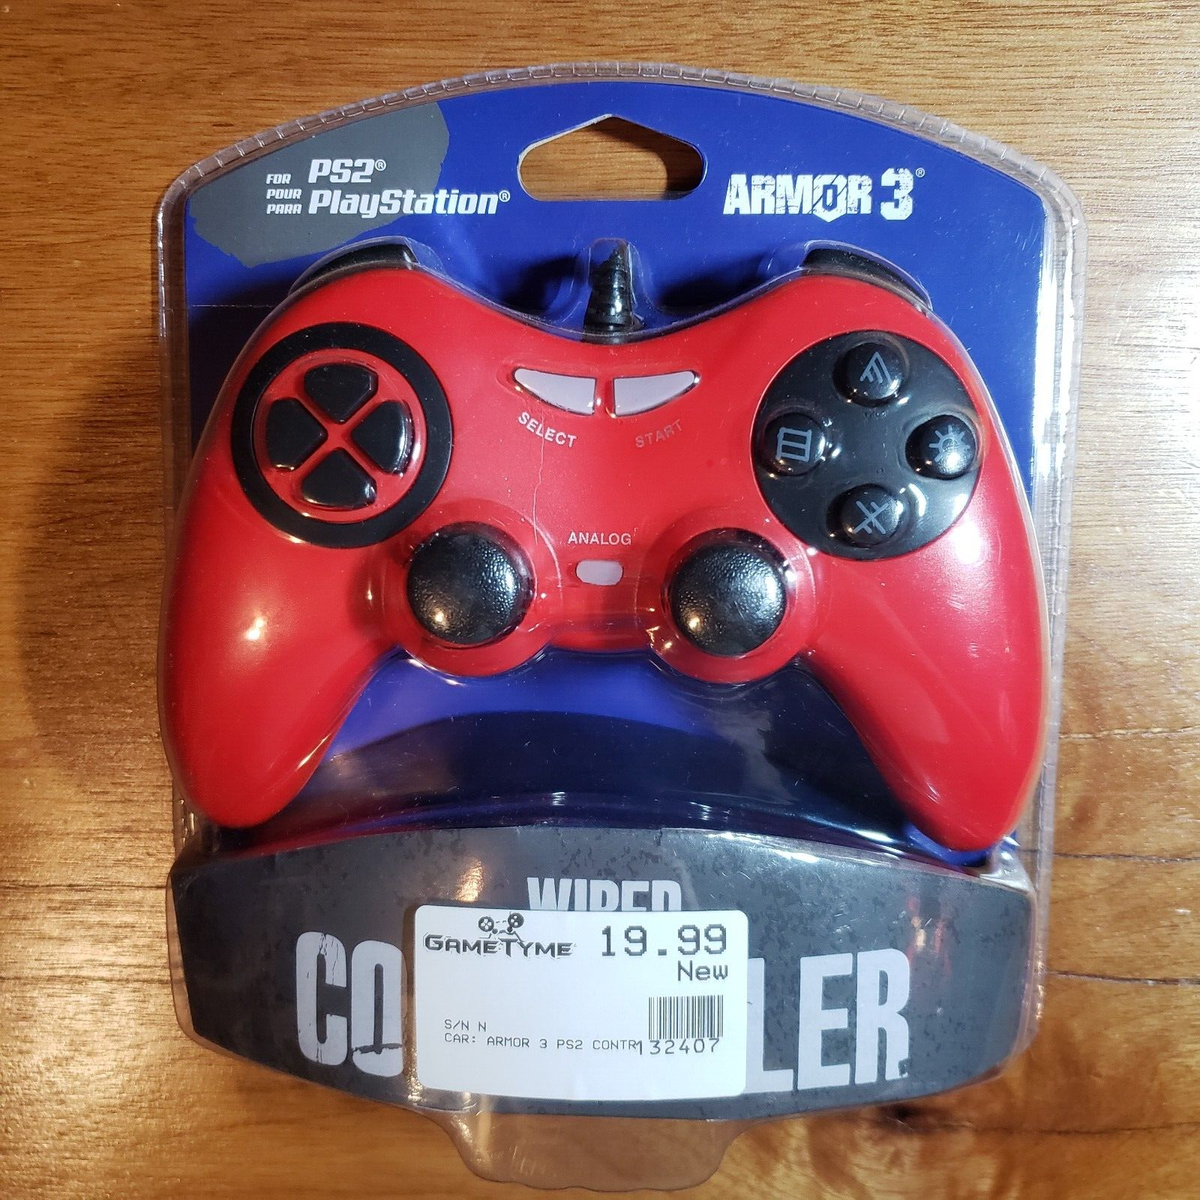 FOR
POUR
PARA
PS2®
PlayStation®
ARMOR 3®
SELECT
START
ANALOG
WIRED
CO LER
GAMETYME
19.99
New
S/N N
CAR: ARMOR 3 PS2 CONTR
132407